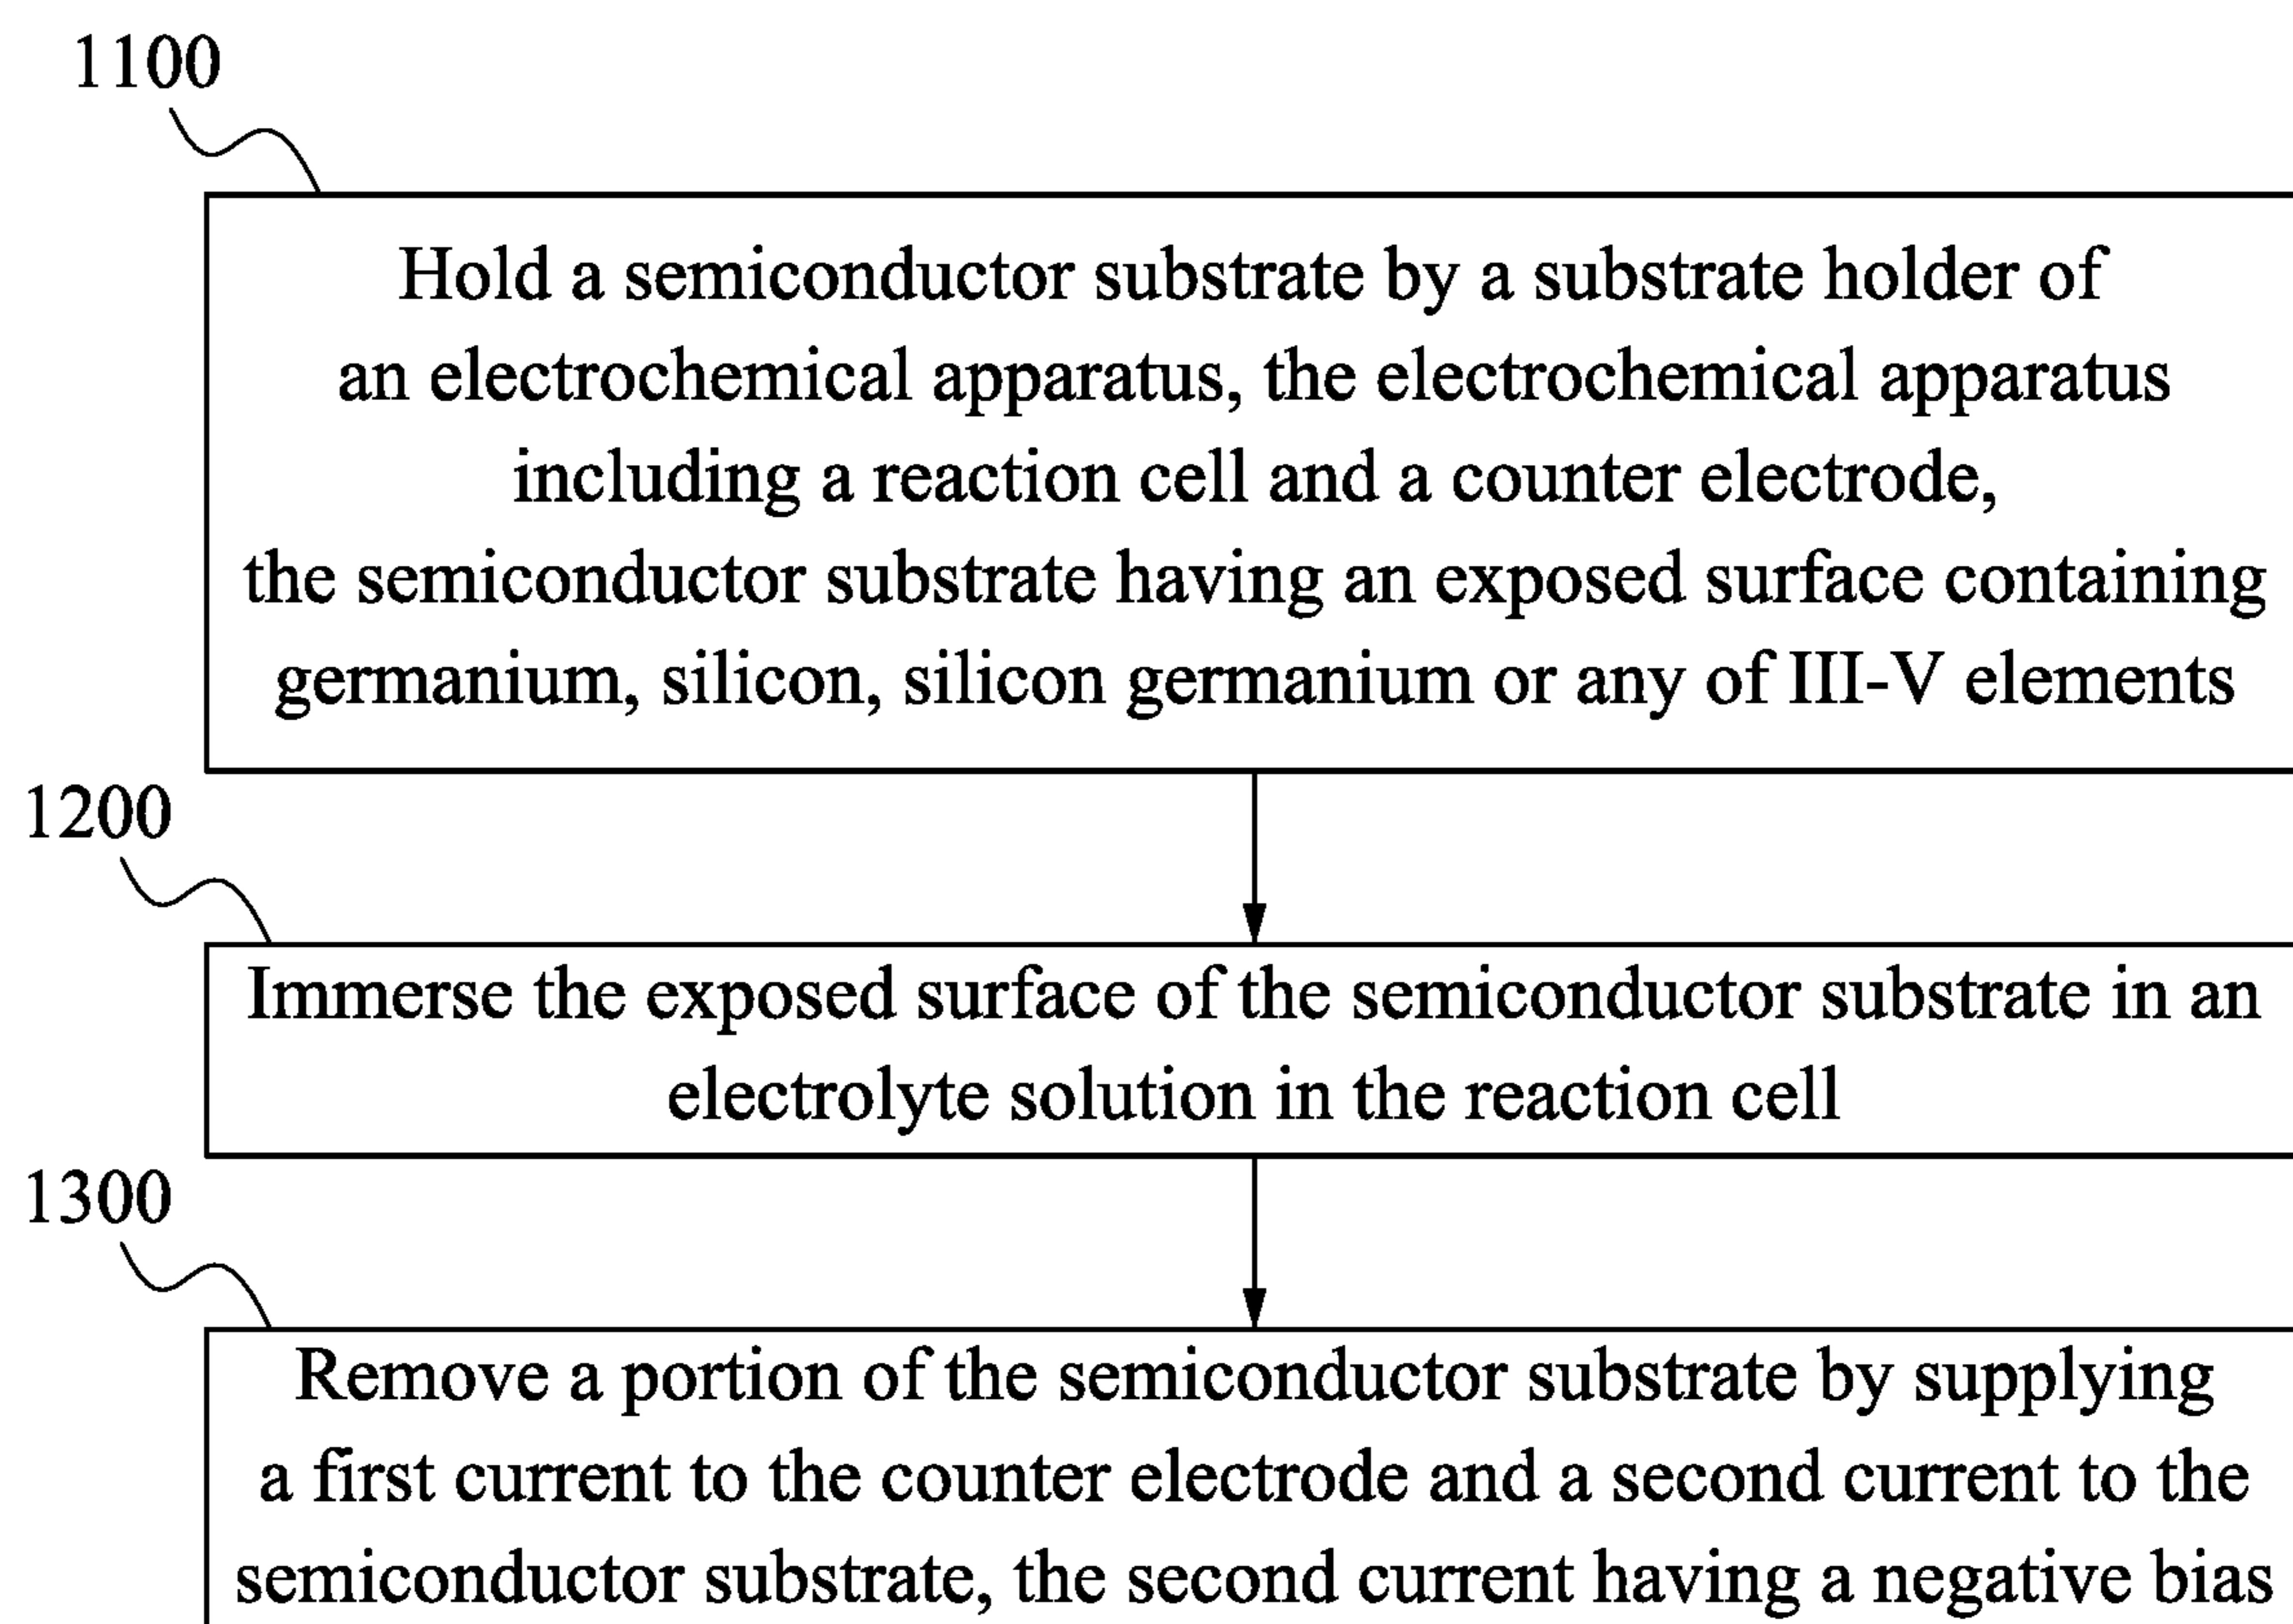 1100
Hold a semiconductor substrate by a substrate holder of
an electrochemical apparatus, the electrochemical apparatus
including a reaction cell and a counter electrode,
the semiconductor substrate having an exposed surface containing
germanium, silicon, silicon germanium or any of III-V elements
1200
Immerse the exposed surface of the semiconductor substrate in an
electrolyte solution in the reaction cell
1300
Remove a portion of the semiconductor substrate by supplying
a first current to the counter electrode and a second current to the
semiconductor substrate, the second current having a negative bias